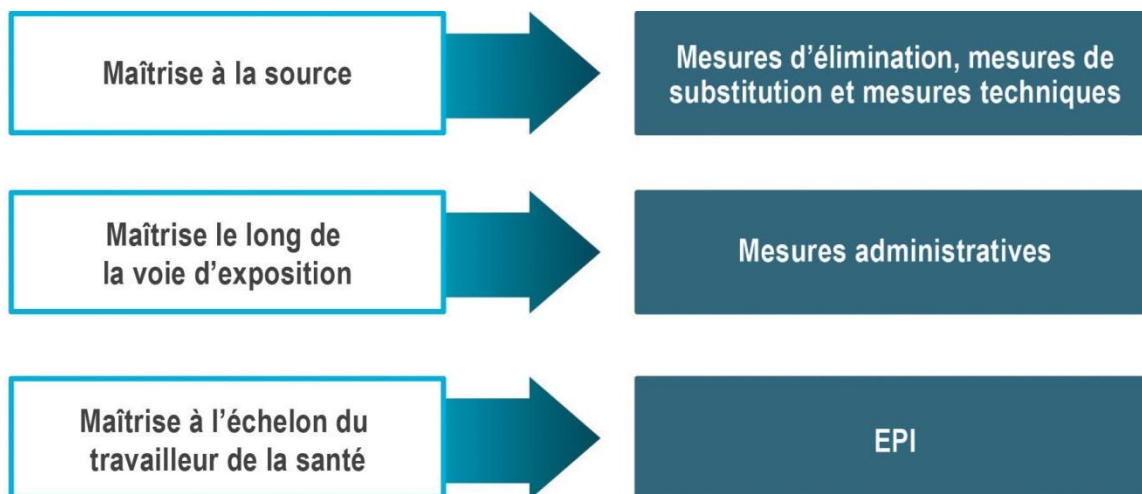 Maîtrise à la source
Mesures d’élimination, mesures de
substitution et mesures techniques
Maîtrise le long de
la voie d’exposition
Mesures administratives
Maîtrise à l’échelon du
travailleur de la santé
EPI